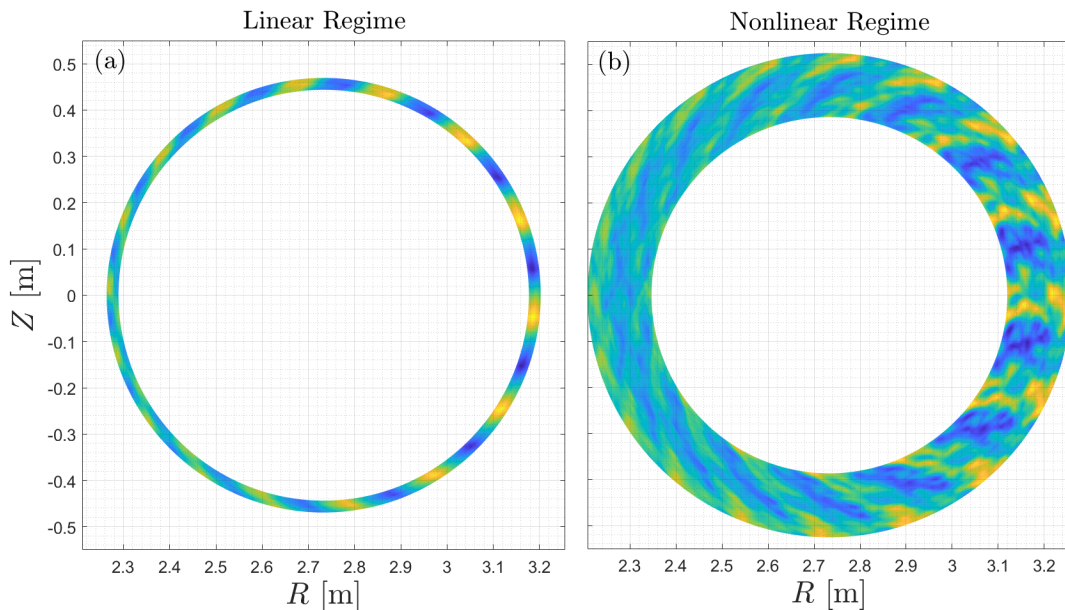 Linear Regime
Nonlinear Regime
(a)
(b)
0.5
0.4
0.3
0.2
0.1
0
-0.1
-0.2
-0.3
-0.4
-0.5
Z [m]
2.3 2.4 2.5 2.6 2.7 2.8 2.9 3 3.1 3.2
2.3 2.4 2.5 2.6 2.7 2.8 2.9 3 3.1 3.2
R [m]
R [m]